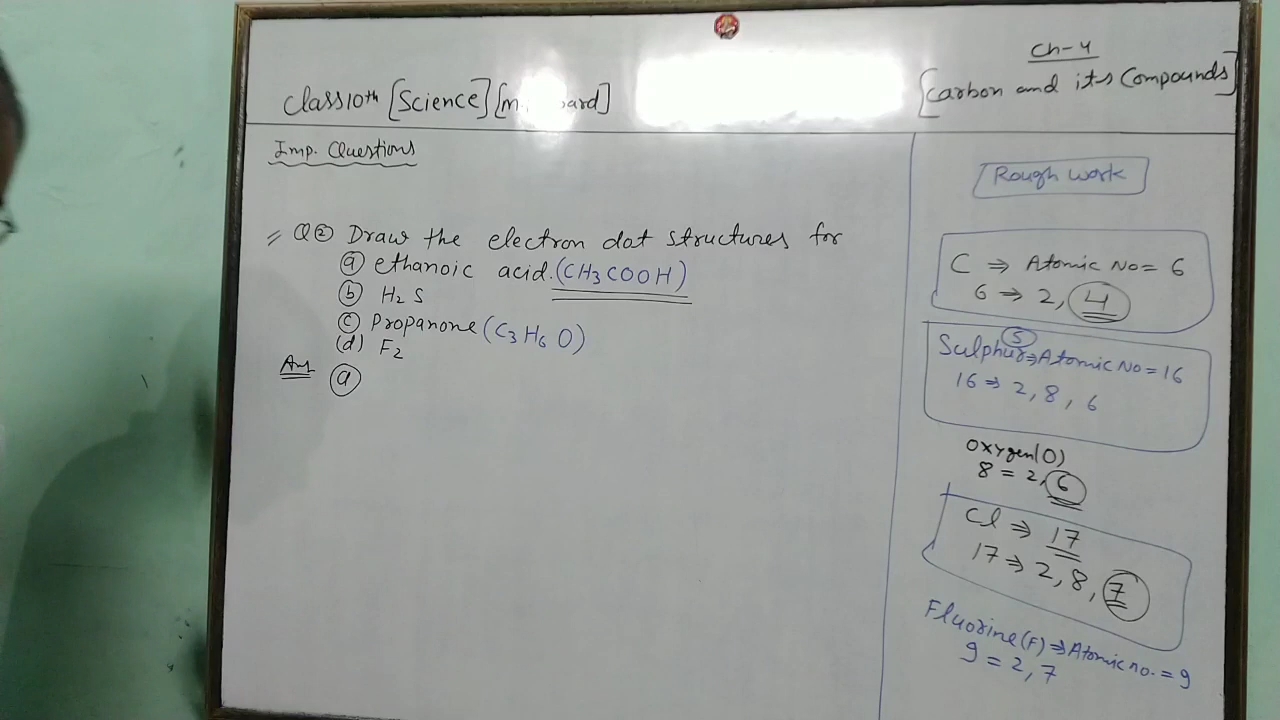 Class 10th [Science] [m. oard]
Ch-4
[Carbon and its Compounds]
Imp. Questions
Q② Draw the electron dot structures for
ⓐ ethanoic acid. (CH3COOH)
ⓑ H2S
ⓒ Propanone (C3H6O)
(d) F2
Ans ⓐ
Rough Work
C ⇒ Atomic No = 6
6 ⇒ 2, 4
S
Sulphur ⇒ Atomic No = 16
16 ⇒ 2, 8, 6
Oxygen(O)
8 = 2, 6
Cl ⇒ 17
17 ⇒ 2, 8, 7
Fluorine(F) ⇒ Atomic no. = 9
9 = 2, 7